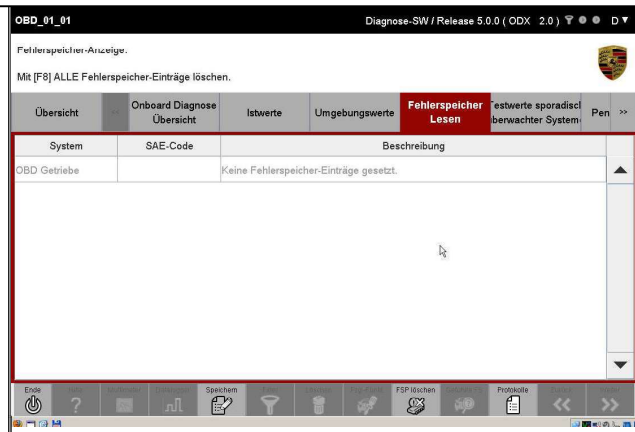 OBD_01_01 Diagnose-SW / Release 5.0.0 ( ODX 2.0 ) D
Fehlerspeicher-Anzeige.
Mit [F8] ALLE Fehlerspeicher-Einträge löschen.
Übersicht
Onboard Diagnose
Übersicht
Istwerte
Umgebungswerte
Fehlerspeicher
Lesen
Testwerte sporadisch
überwachter System
Pen >>
System SAE-Code Beschreibung
OBD Getriebe Keine Fehlerspeicher-Einträge gesetzt.
Ende Speichern FSP löschen Protokolle